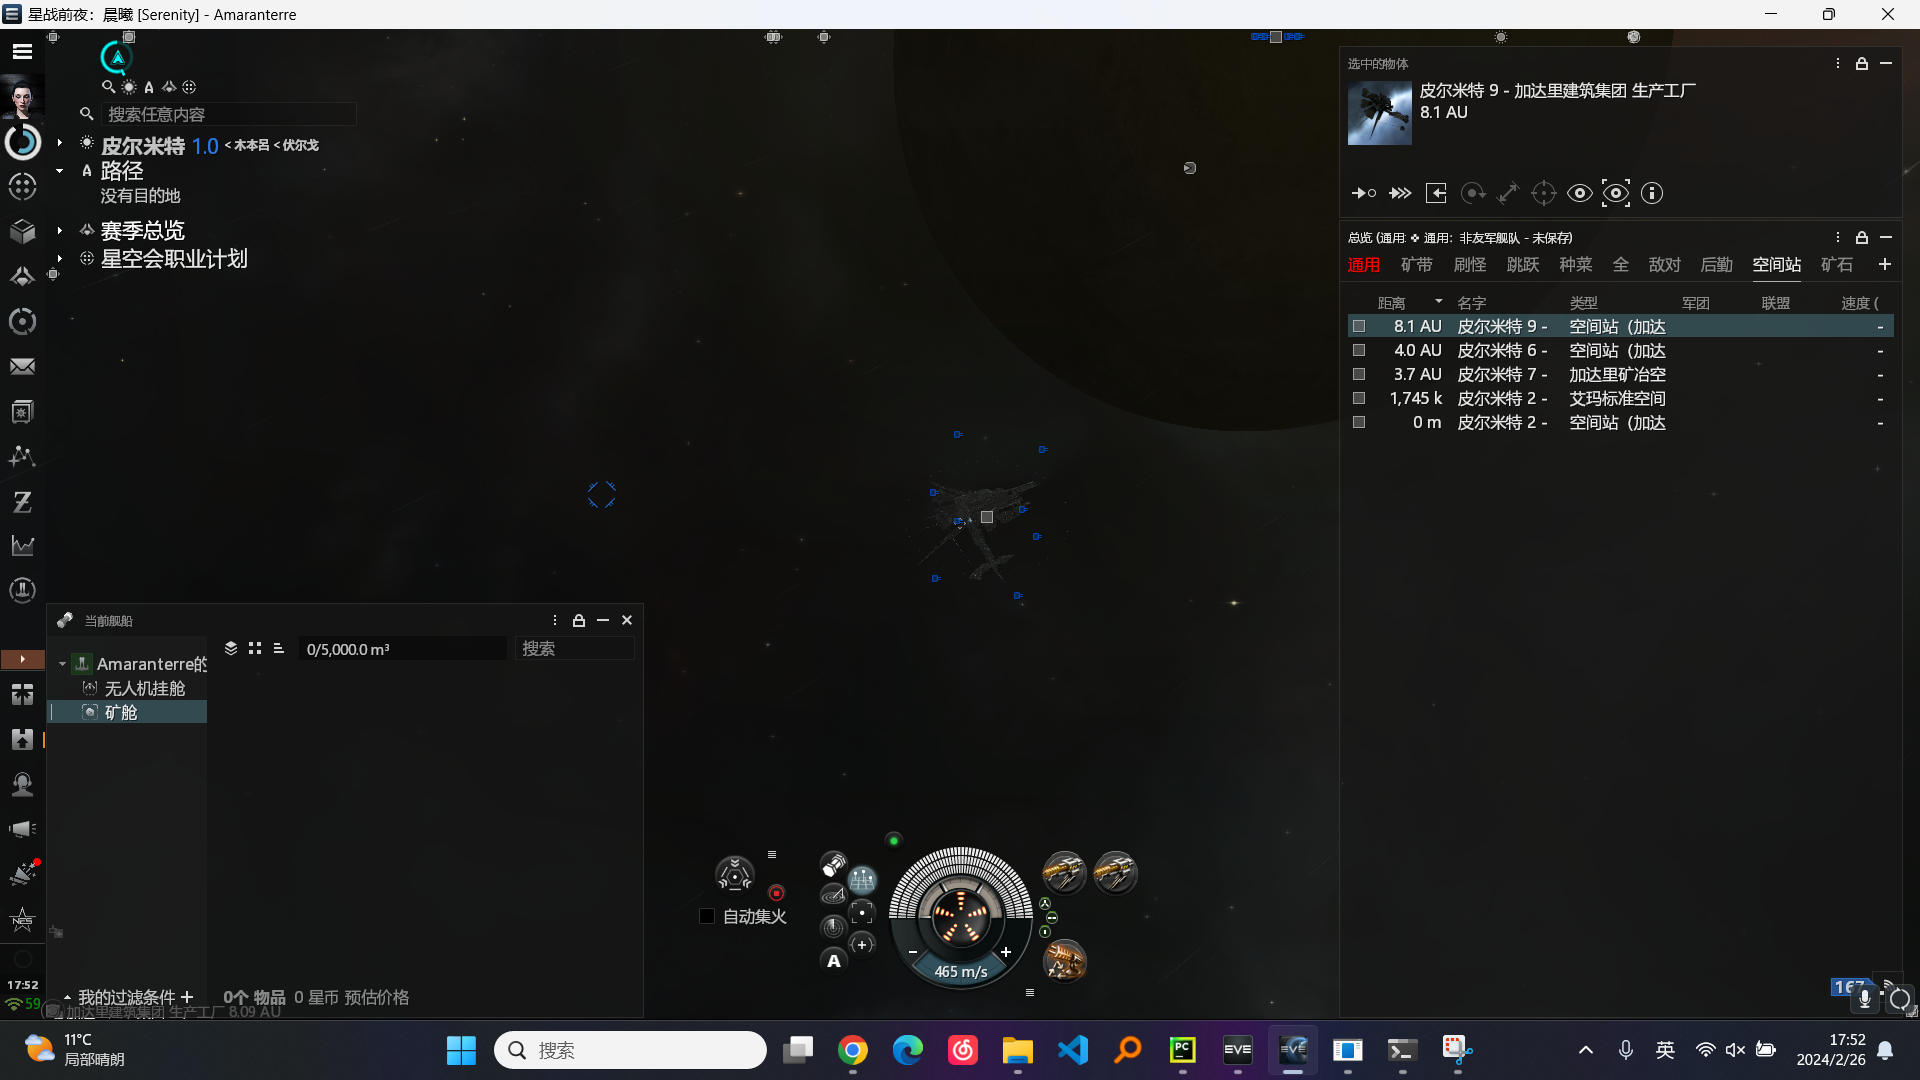 星战前夜：晨曦 [Serenity] - Amaranterre
搜索任意内容
皮尔米特 1.0 < 木本吕 < 伏尔戈
路径
没有目的地
赛季总览
星空会职业计划
选中的物体
皮尔米特 9 - 加达里建筑集团 生产工厂
8.1 AU
总览 (通用: ❖ 通用：非友军舰队 - 未保存)
通用 矿带 刷怪 跳跃 种菜 全 敌对 后勤 空间站 矿石 +
距离 名字 类型 军团 联盟 速度 (
8.1 AU 皮尔米特 9 - 空间站（加达 -
4.0 AU 皮尔米特 6 - 空间站（加达 -
3.7 AU 皮尔米特 7 - 加达里矿冶空 -
1,745 k 皮尔米特 2 - 艾玛标准空间 -
0 m 皮尔米特 2 - 空间站（加达 -
当前舰船
0/5,000.0 m³
搜索
Amaranterre的
无人机挂舱
矿舱
我的过滤条件 +
0个 物品 0 星币 预估价格
加达里建筑集团 生产工厂 8.09 AU
NES
17:52
59
自动集火
A
- +
465 m/s
167
11°C
局部晴朗
搜索
PC
EVE
EVE
英
17:52
2024/2/26